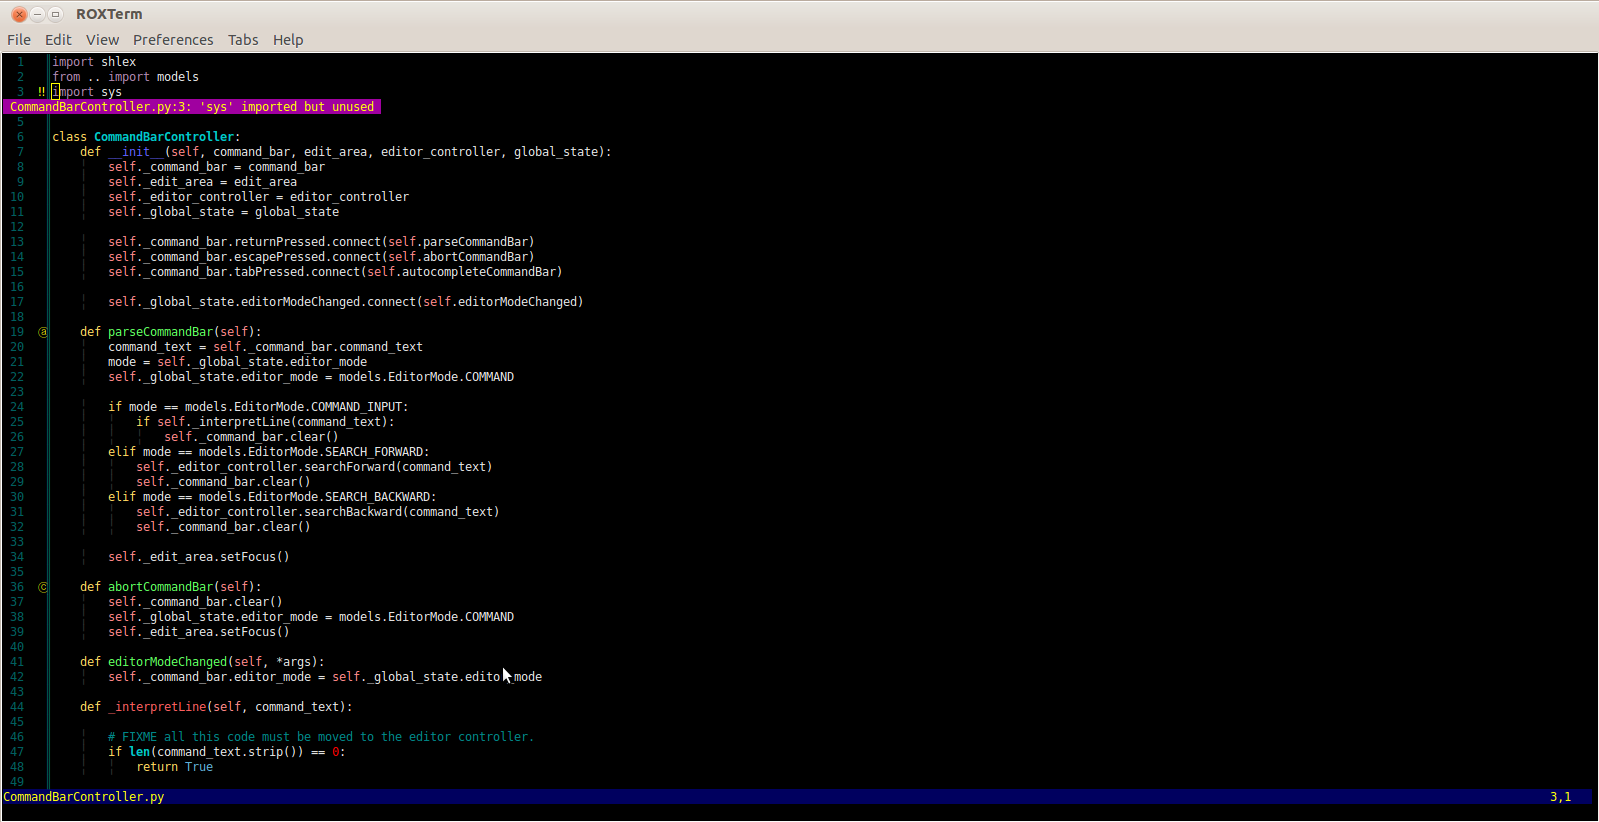 ROXTerm
File Edit View Preferences Tabs Help
1 import shlex
2 from .. import models
3 !! import sys
CommandBarController.py:3: 'sys' imported but unused
5
6 class CommandBarController:
7 def __init__(self, command_bar, edit_area, editor_controller, global_state):
8 self._command_bar = command_bar
9 self._edit_area = edit_area
10 self._editor_controller = editor_controller
11 self._global_state = global_state
12
13 self._command_bar.returnPressed.connect(self.parseCommandBar)
14 self._command_bar.escapePressed.connect(self.abortCommandBar)
15 self._command_bar.tabPressed.connect(self.autocompleteCommandBar)
16
17 self._global_state.editorModeChanged.connect(self.editorModeChanged)
18
19 ⓐ def parseCommandBar(self):
20 command_text = self._command_bar.command_text
21 mode = self._global_state.editor_mode
22 self._global_state.editor_mode = models.EditorMode.COMMAND
23
24 if mode == models.EditorMode.COMMAND_INPUT:
25 if self._interpretLine(command_text):
26 self._command_bar.clear()
27 elif mode == models.EditorMode.SEARCH_FORWARD:
28 self._editor_controller.searchForward(command_text)
29 self._command_bar.clear()
30 elif mode == models.EditorMode.SEARCH_BACKWARD:
31 self._editor_controller.searchBackward(command_text)
32 self._command_bar.clear()
33
34 self._edit_area.setFocus()
35
36 ⓒ def abortCommandBar(self):
37 self._command_bar.clear()
38 self._global_state.editor_mode = models.EditorMode.COMMAND
39 self._edit_area.setFocus()
40
41 def editorModeChanged(self, *args):
42 self._command_bar.editor_mode = self._global_state.editor_mode
43
44 def _interpretLine(self, command_text):
45
46 # FIXME all this code must be moved to the editor controller.
47 if len(command_text.strip()) == 0:
48 return True
49
CommandBarController.py 3,1